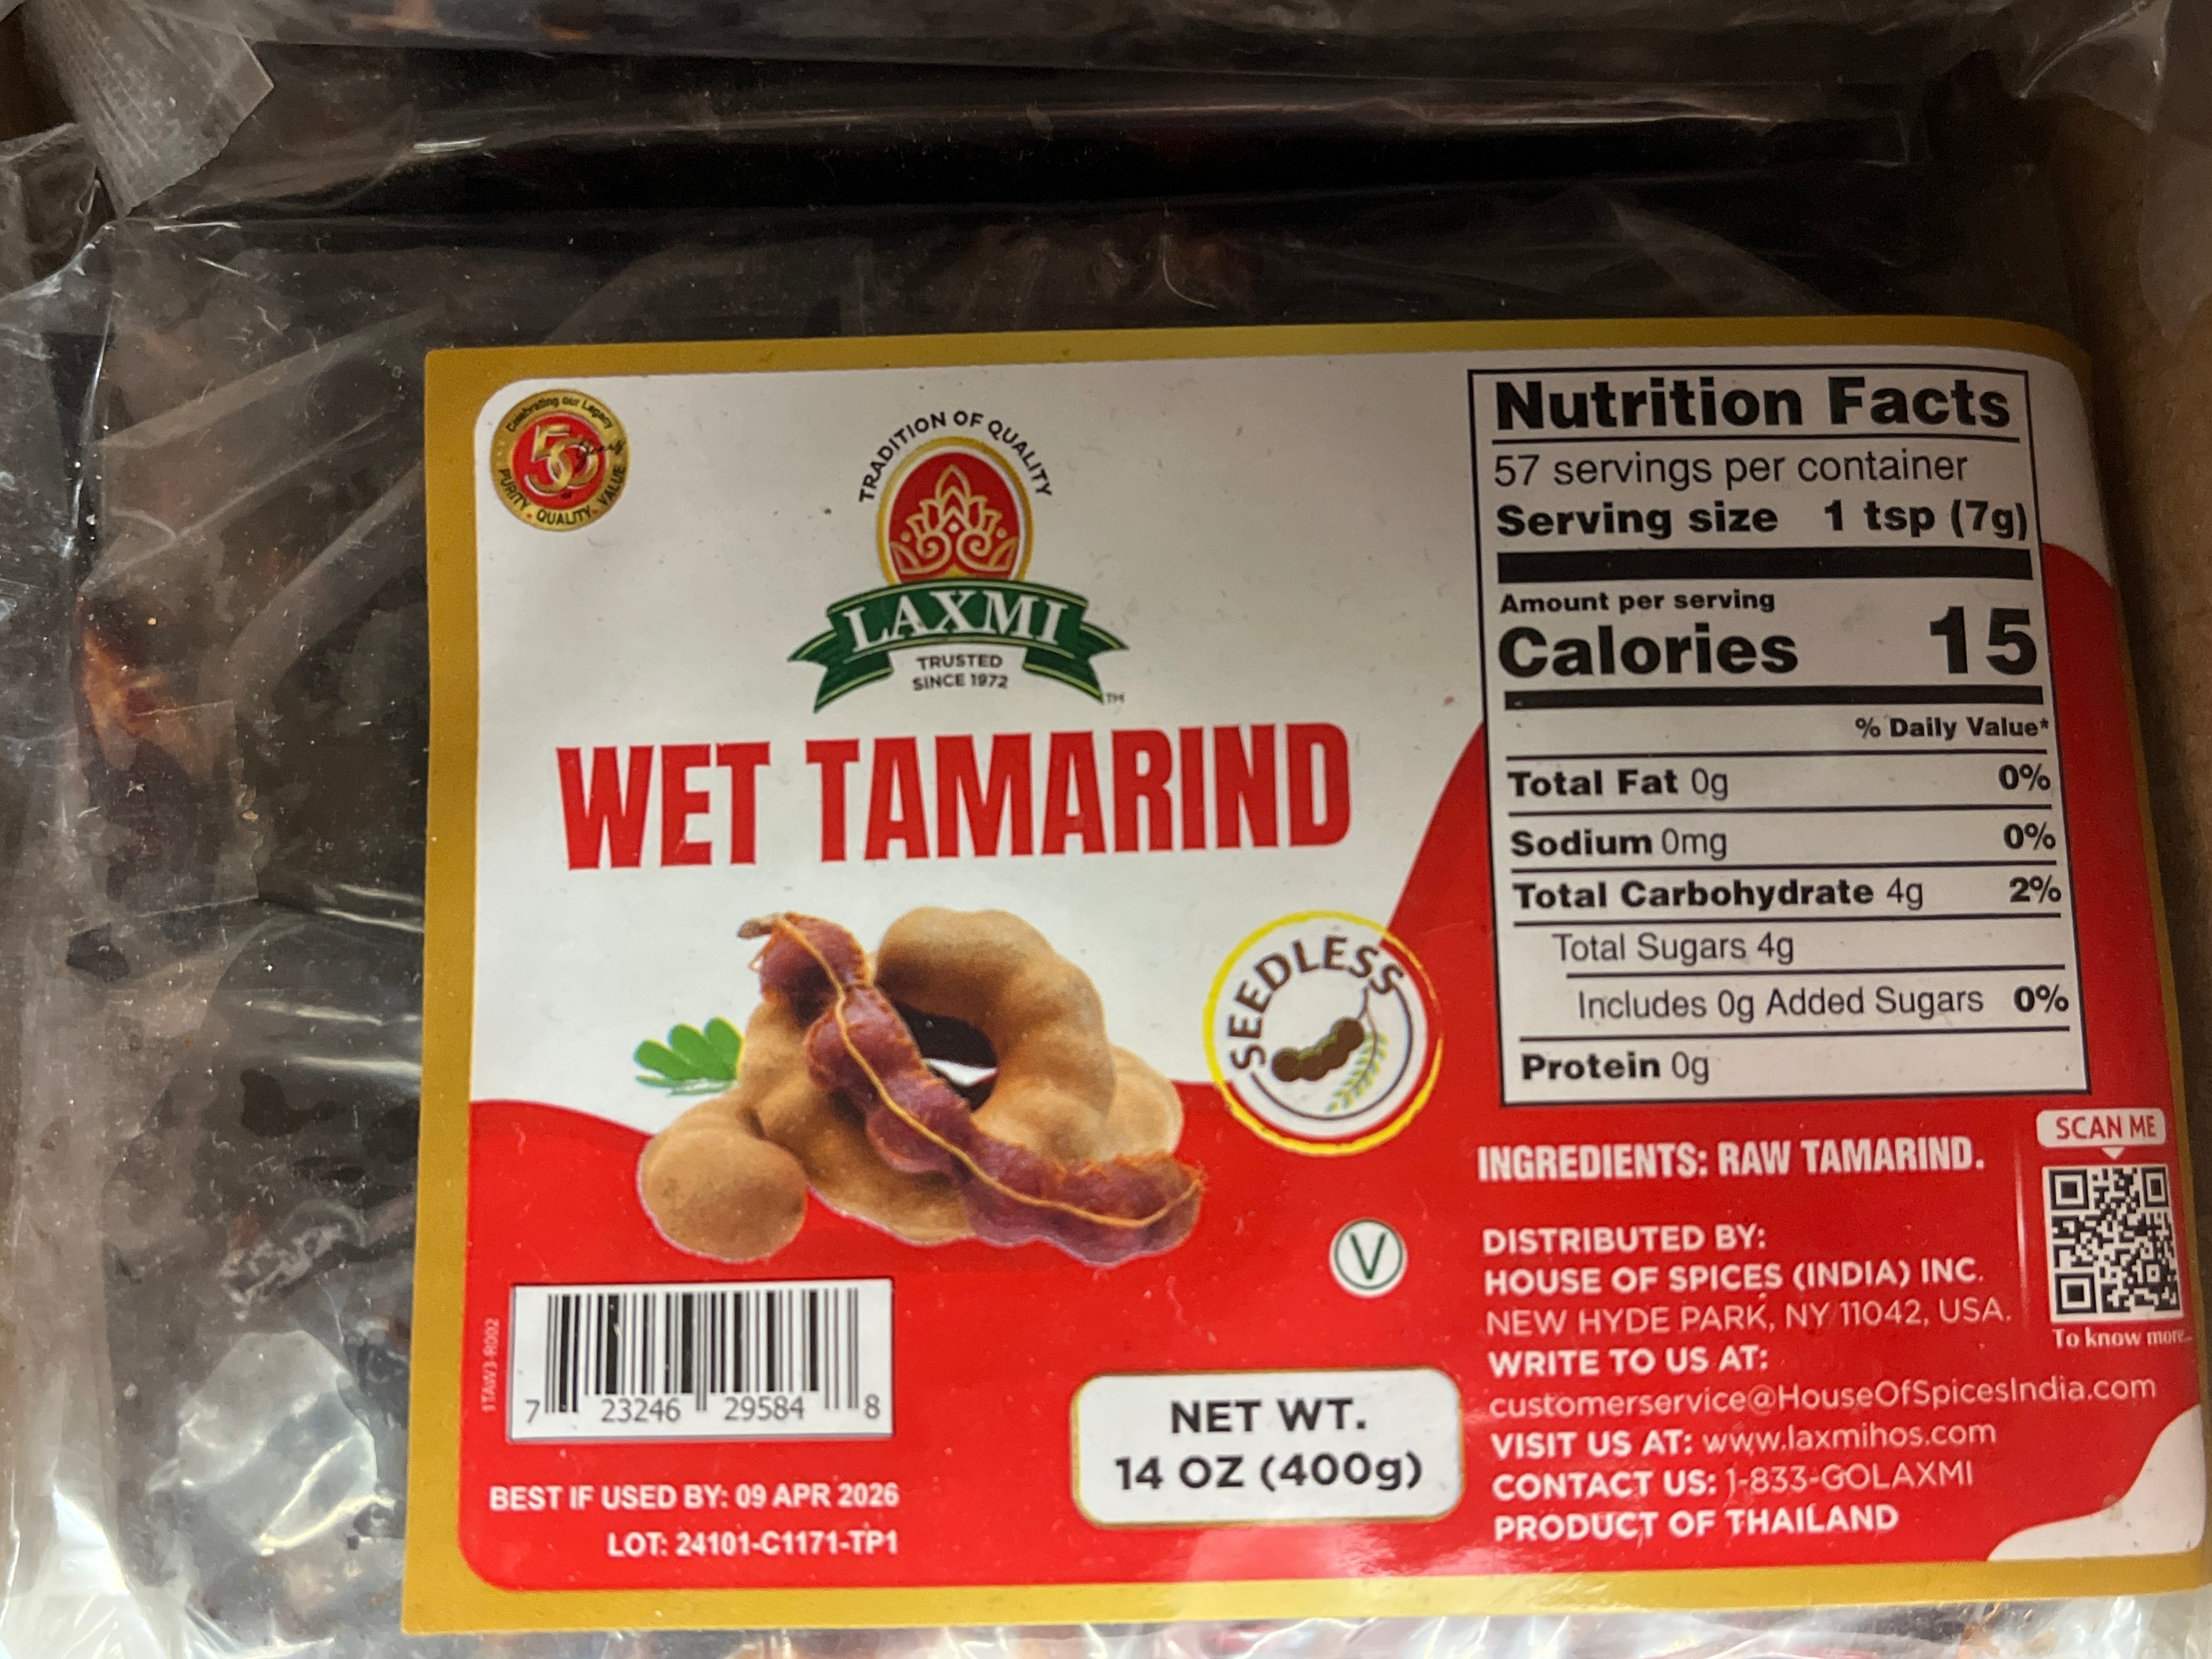 Celebrating our Legacy
50 Years
PURITY. QUALITY. VALUE
TRADITION OF QUALITY
LAXMI
TRUSTED
SINCE 1972
TM
WET TAMARIND
SEEDLESS
V
7 23246 29584 8
1TAW3-R002
BEST IF USED BY: 09 APR 2026
LOT: 24101-C1171-TP1
NET WT.
14 OZ (400g)
Nutrition Facts
57 servings per container
Serving size 1 tsp (7g)
Amount per serving
Calories 15
% Daily Value*
Total Fat 0g 0%
Sodium 0mg 0%
Total Carbohydrate 4g 2%
Total Sugars 4g
Includes 0g Added Sugars 0%
Protein 0g
INGREDIENTS: RAW TAMARIND.
DISTRIBUTED BY:
HOUSE OF SPICES (INDIA) INC.
NEW HYDE PARK, NY 11042, USA.
WRITE TO US AT:
customerservice@HouseOfSpicesIndia.com
VISIT US AT: www.laxmihos.com
CONTACT US: 1-833-GOLAXMI
PRODUCT OF THAILAND
SCAN ME
To know more..